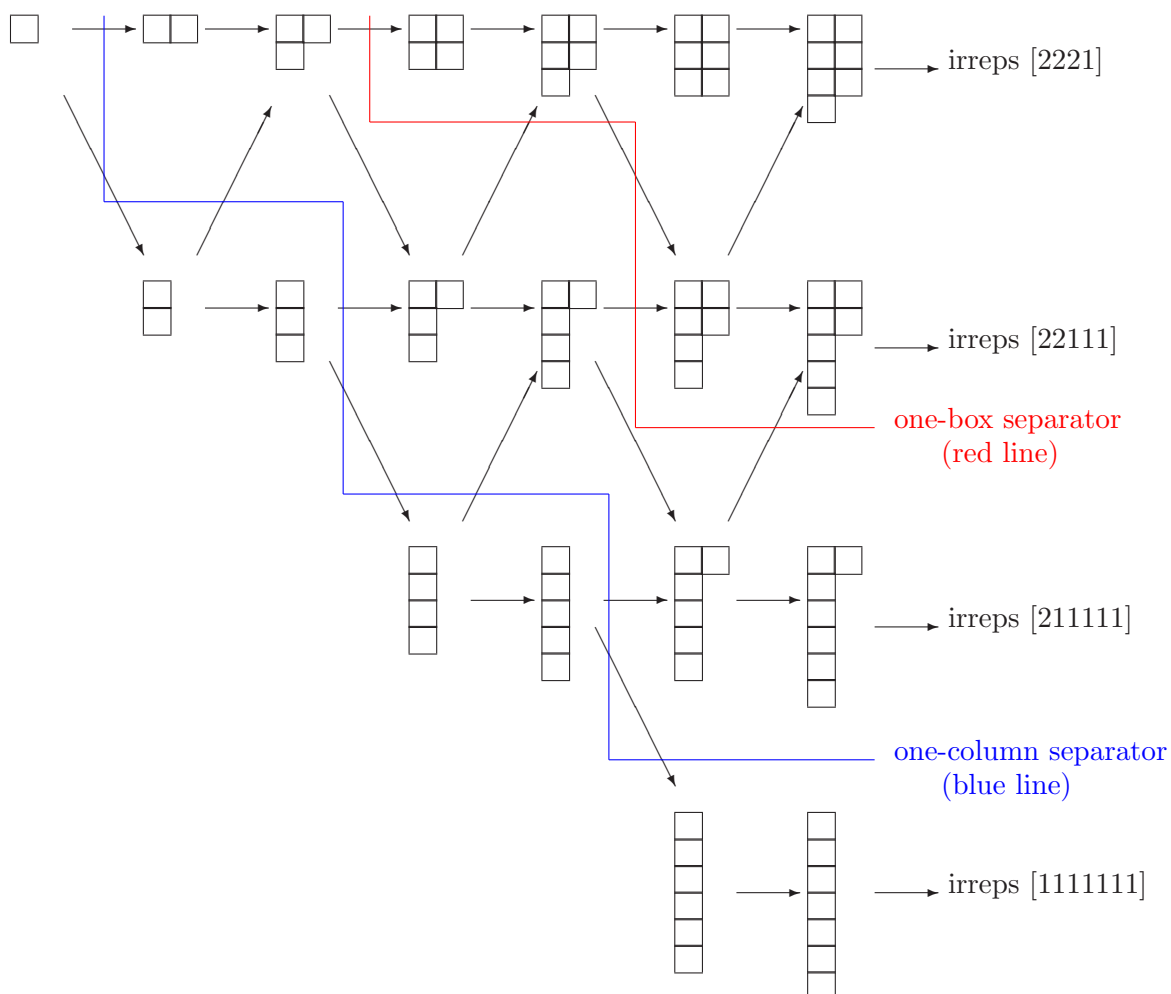 irreps [2221]
irreps [22111]
one-box separator
(red line)
irreps [211111]
one-column separator
(blue line)
irreps [1111111]